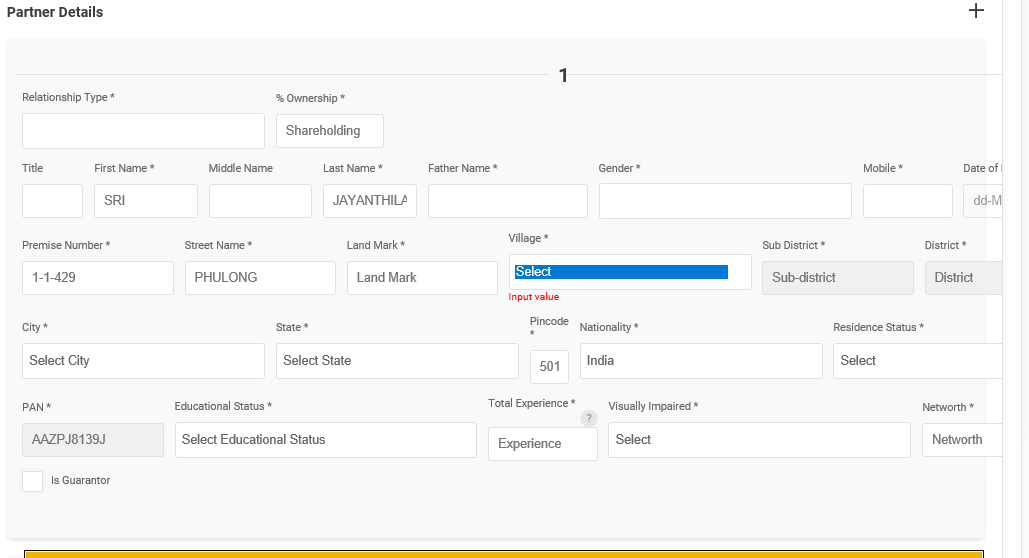 Partner Details
+
1
Relationship Type * % Ownership *
Shareholding
Title First Name * Middle Name Last Name * Father Name * Gender * Mobile * Date of
SRI JAYANTHILA dd-M
Premise Number * Street Name * Land Mark * Village * Sub District * District *
1-1-429 PHULONG Land Mark Select Sub-district District
Input value
City * State * Pincode * Nationality * Residence Status *
Select City Select State 501 India Select
PAN * Educational Status * Total Experience * ? Visually Impaired * Networth *
AAZPJ8139J Select Educational Status Experience Select Networth
Is Guarantor